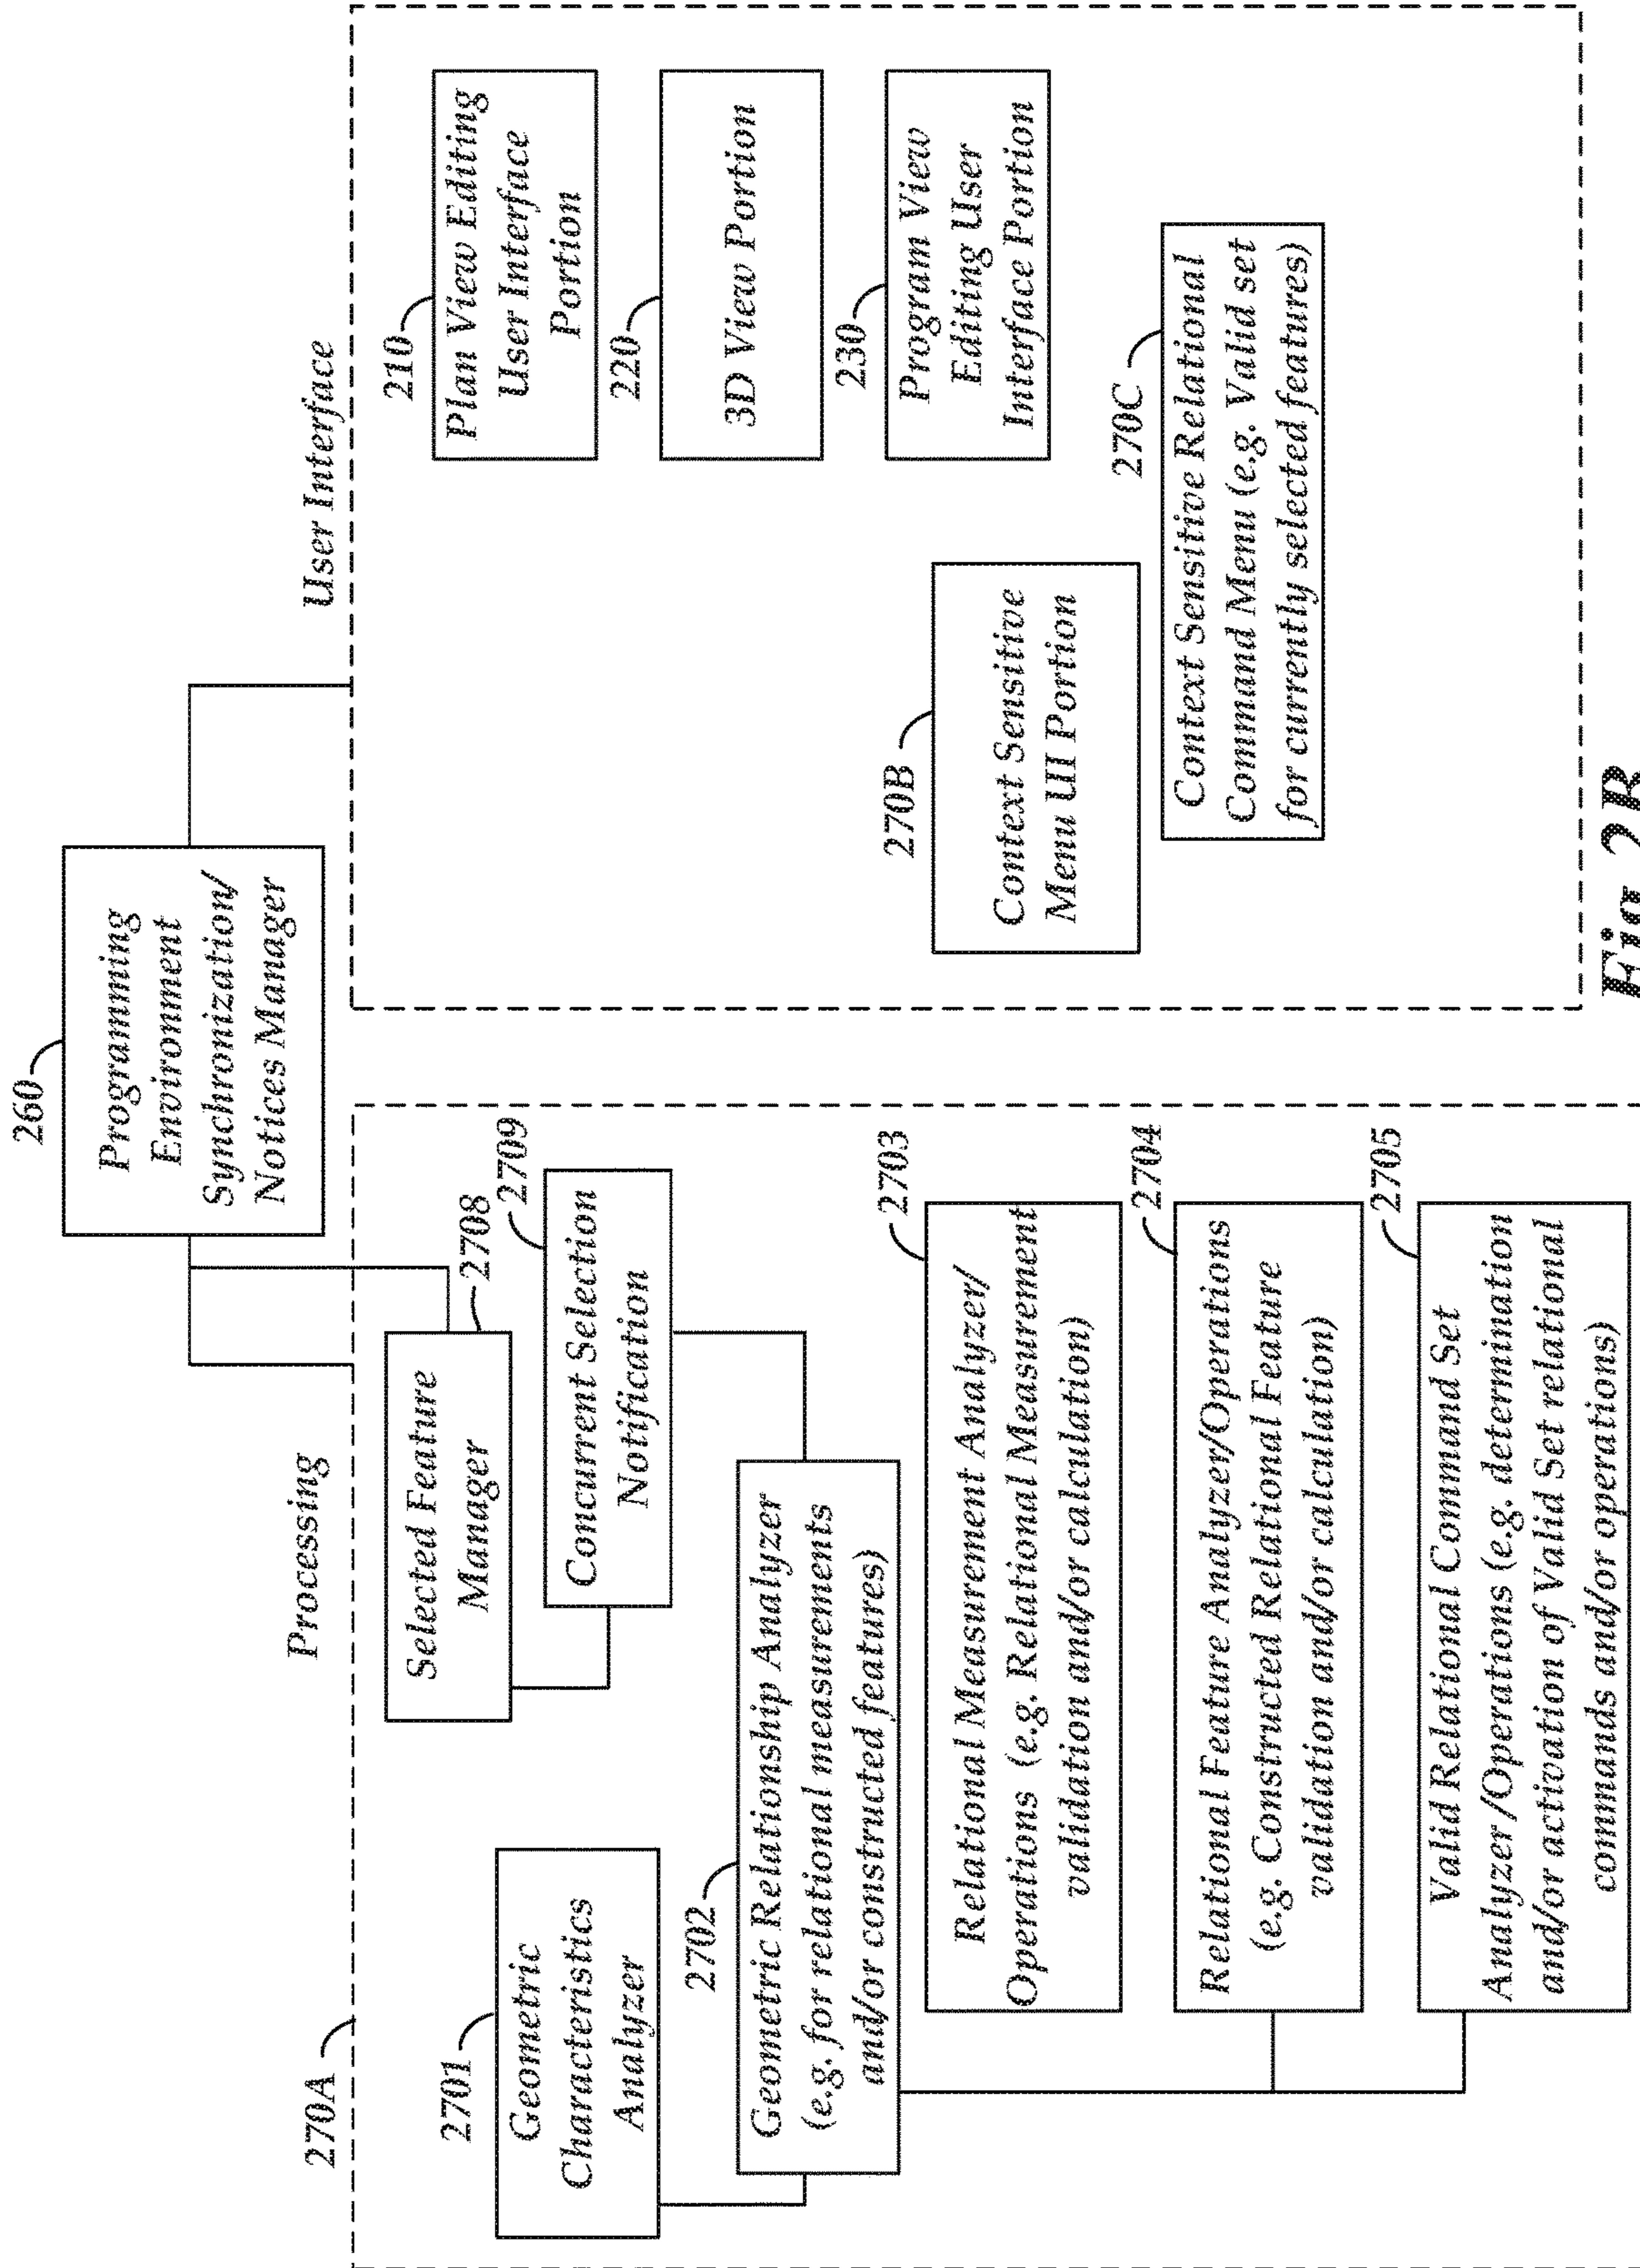 260
Programming
Environment
Synchronization/
Notices Manager
Processing
User Interface
270A
2708
Selected Feature
Manager
2701
Geometric
Characteristics
Analyzer
2709
Concurrent Selection
Notification
2702
Geometric Relationship Analyzer
(e.g. for relational measurements
and/or constructed features)
2703
Relational Measurement Analyzer/
Operations (e.g. Relational Measurement
validation and/or calculation)
2704
Relational Feature Analyzer/Operations
(e.g. Constructed Relational Feature
validation and/or calculation)
2705
Valid Relational Command Set
Analyzer /Operations (e.g. determination
and/or activation of Valid Set relational
commands and/or operations)
210
Plan View Editing
User Interface
Portion
220
3D View Portion
230
Program View
Editing User
Interface Portion
270B
Context Sensitive
Menu UII Portion
270C
Context Sensitive Relational
Command Menu (e.g. Valid set
for currently selected features)
Fig. 2B